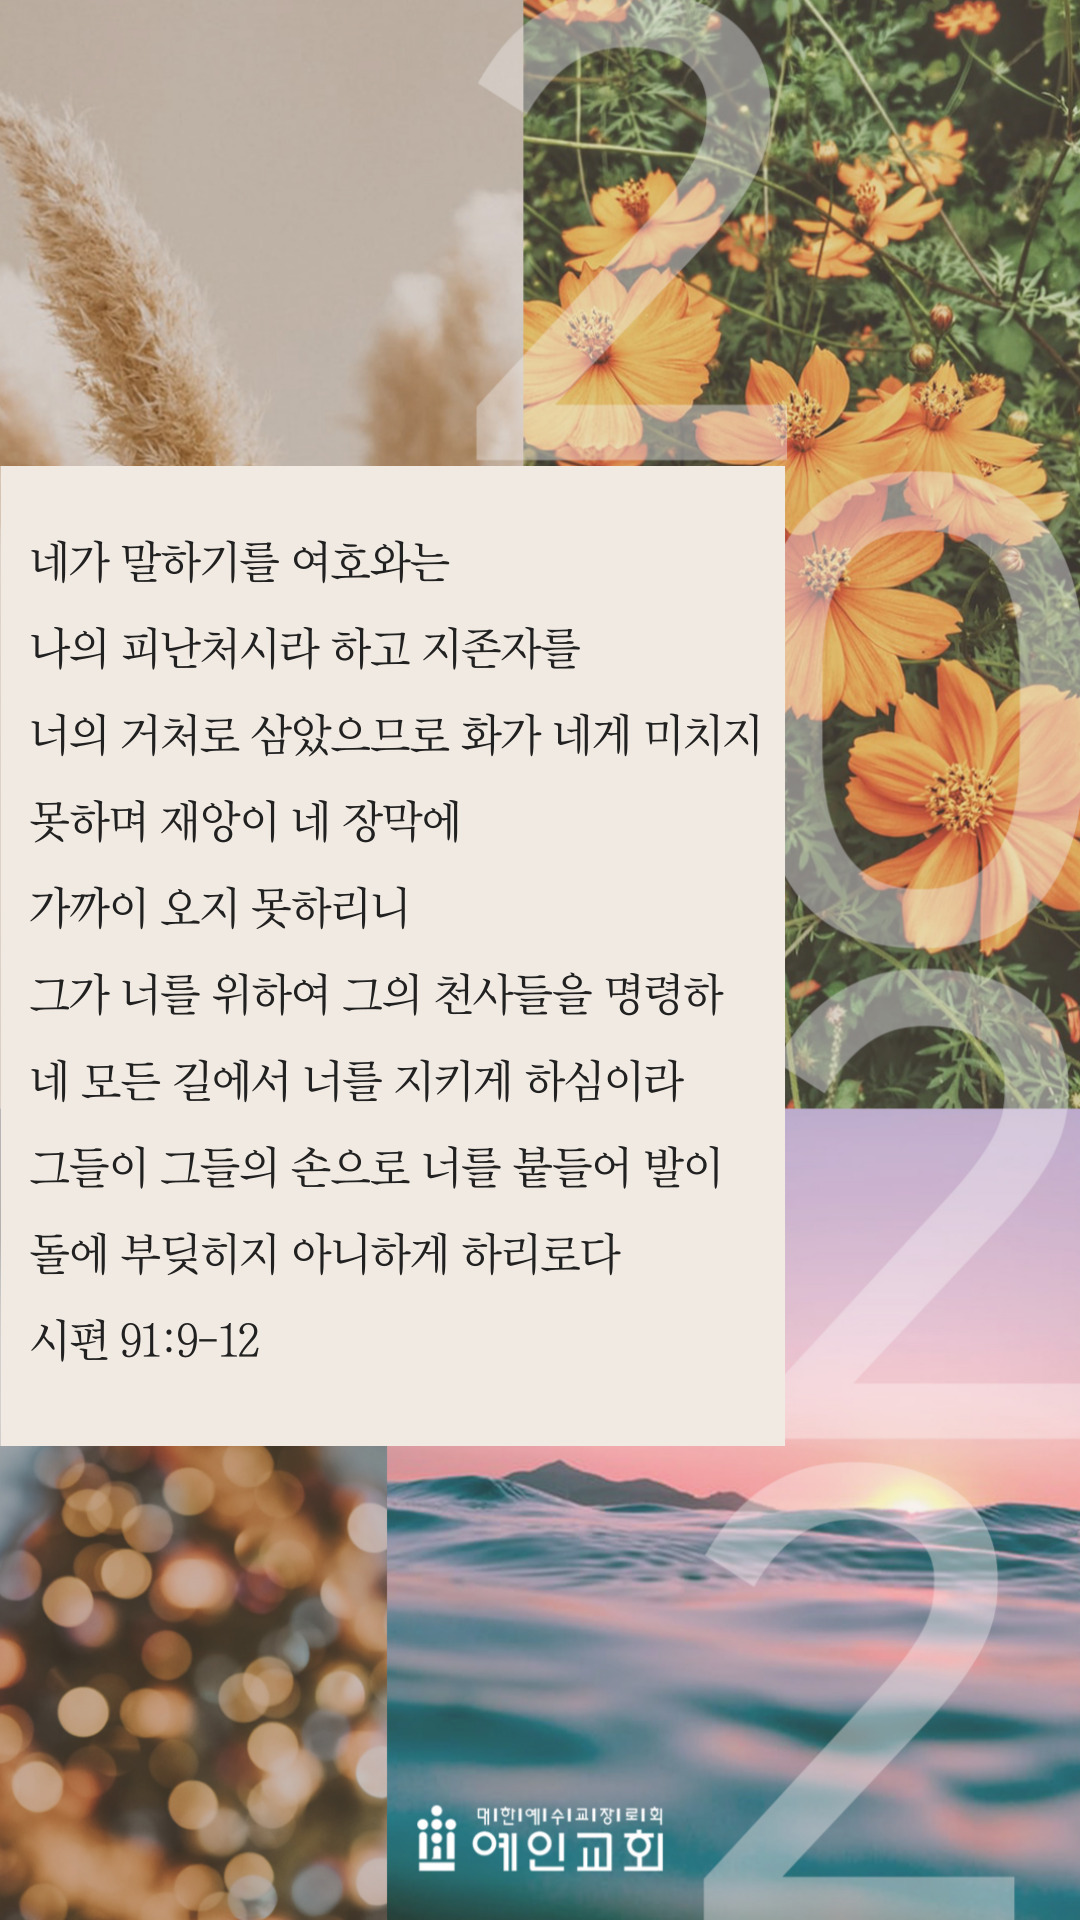 2
0
2
2
네가 말하기를 여호와는
나의 피난처시라 하고 지존자를
너의 거처로 삼았으므로 화가 네게 미치지
못하며 재앙이 네 장막에
가까이 오지 못하리니
그가 너를 위하여 그의 천사들을 명령하
네 모든 길에서 너를 지키게 하심이라
그들이 그들의 손으로 너를 붙들어 발이
돌에 부딪히지 아니하게 하리로다
시편 91:9-12
대|한|예|수|교|장|로|회
예인교회